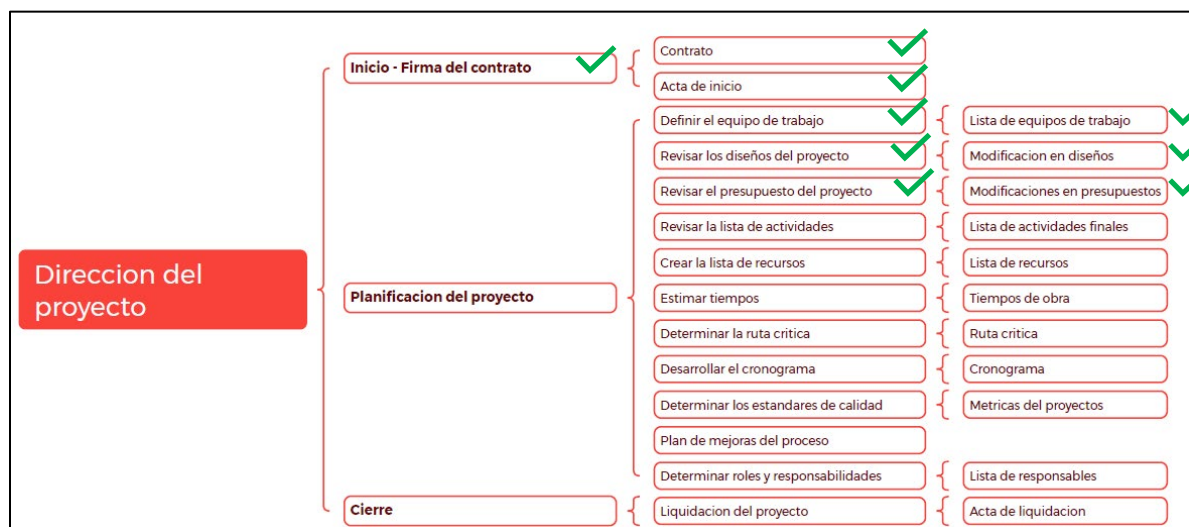 Direccion del
proyecto
Inicio - Firma del contrato
Contrato
Acta de inicio
Planificacion del proyecto
Definir el equipo de trabajo
Lista de equipos de trabajo
Revisar los diseños del proyecto
Modificacion en diseños
Revisar el presupuesto del proyecto
Modificaciones en presupuestos
Revisar la lista de actividades
Lista de actividades finales
Crear la lista de recursos
Lista de recursos
Estimar tiempos
Tiempos de obra
Determinar la ruta critica
Ruta critica
Desarrollar el cronograma
Cronograma
Determinar los estandares de calidad
Metricas del proyectos
Plan de mejoras del proceso
Determinar roles y responsabilidades
Lista de responsables
Cierre
Liquidacion del proyecto
Acta de liquidacion